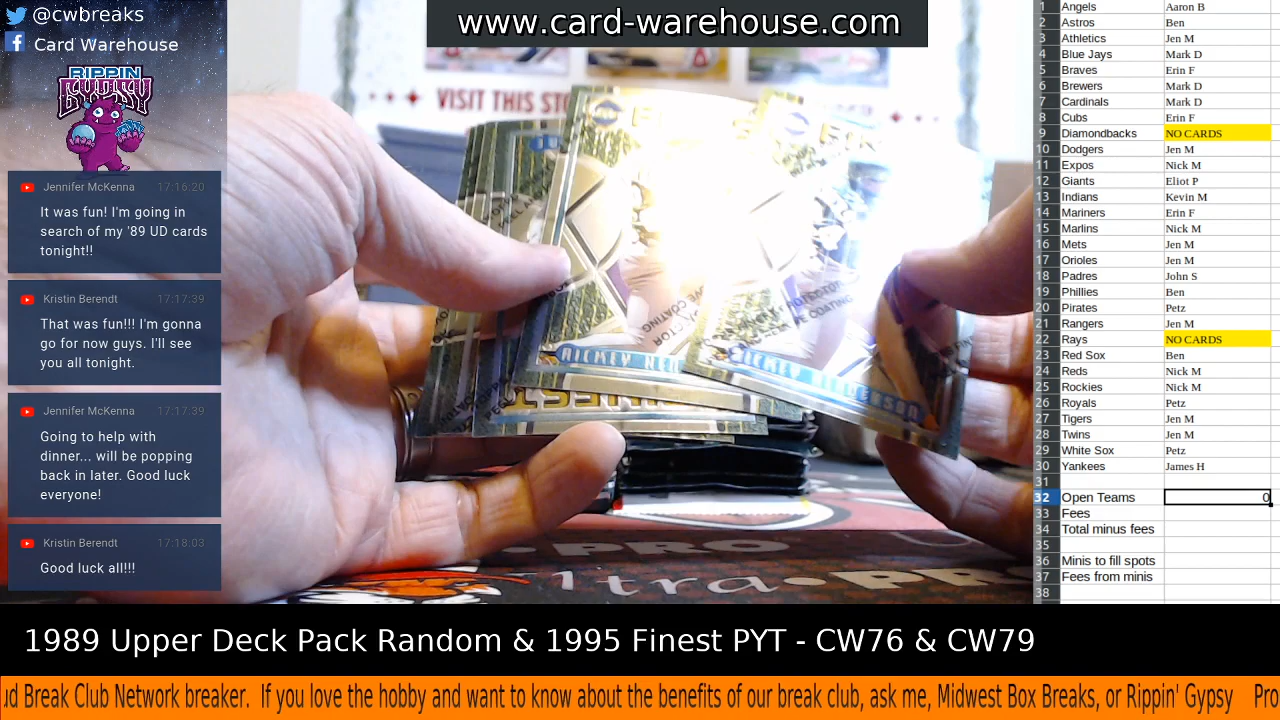 @cwbreaks
Card Warehouse
RIPPIN
GYPSY
Jennifer McKenna 17:16:20
It was fun! I'm going in
search of my '89 UD cards
tonight!!
Kristin Berendt 17:17:39
That was fun!!! I'm gonna
go for now guys. I'll see
you all tonight.
Jennifer McKenna 17:17:39
Going to help with
dinner... will be popping
back in later. Good luck
everyone!
Kristin Berendt 17:18:03
Good luck all!!!
www.card-warehouse.com
VISIT THIS STO
PROTECTOR
COATING
RICKEY HENDERSON
1 Angels Aaron B
2 Astros Ben
3 Athletics Jen M
4 Blue Jays Mark D
5 Braves Erin F
6 Brewers Mark D
7 Cardinals Mark D
8 Cubs Erin F
9 Diamondbacks NO CARDS
10 Dodgers Jen M
11 Expos Nick M
12 Giants Eliot P
13 Indians Kevin M
14 Mariners Erin F
15 Marlins Nick M
16 Mets Jen M
17 Orioles Jen M
18 Padres John S
19 Phillies Ben
20 Pirates Petz
21 Rangers Jen M
22 Rays NO CARDS
23 Red Sox Ben
24 Reds Nick M
25 Rockies Nick M
26 Royals Petz
27 Tigers Jen M
28 Twins Jen M
29 White Sox Petz
30 Yankees James H
31
32 Open Teams 0
33 Fees
34 Total minus fees
35
36 Minis to fill spots
37 Fees from minis
38
1989 Upper Deck Pack Random & 1995 Finest PYT - CW76 & CW79
ud Break Club Network breaker. If you love the hobby and want to know about the benefits of our break club, ask me, Midwest Box Breaks, or Rippin' Gypsy Pro